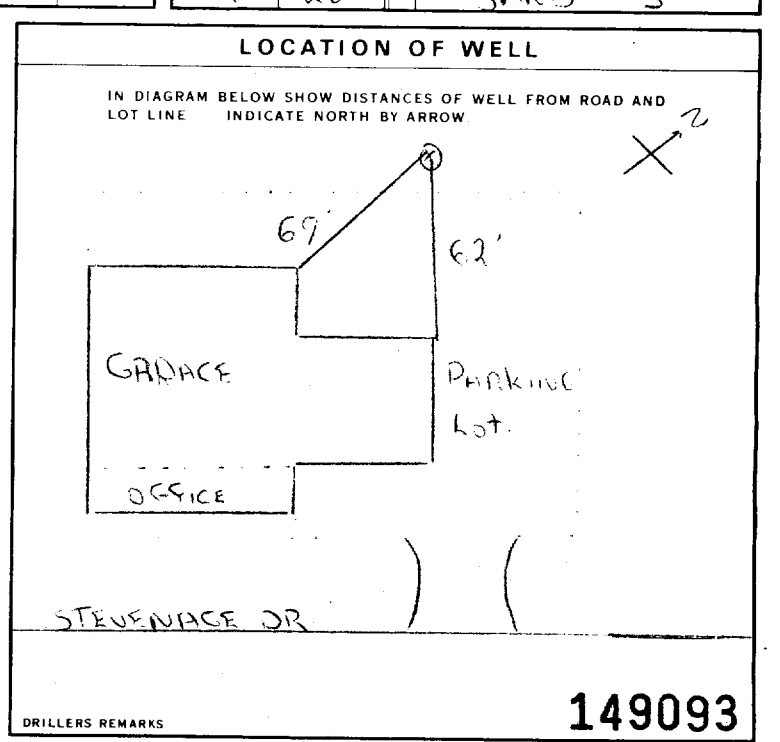 LOCATION OF WELL
IN DIAGRAM BELOW SHOW DISTANCES OF WELL FROM ROAD AND
LOT LINE INDICATE NORTH BY ARROW.
N
69'
62'
GARAGE
PARKING
Lot.
OFFICE
STEVENAGE DR
DRILLERS REMARKS
149093